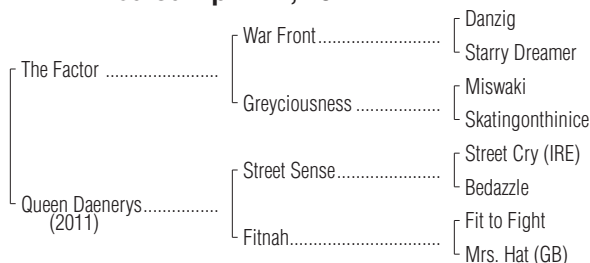 Danzig
War Front
Starry Dreamer
The Factor
Miswaki
Greyciousness
Skatingonthinice
Street Cry (IRE)
Street Sense
Bedazzle
Queen Daenerys
(2011)
Fit to Fight
Fitnah
Mrs. Hat (GB)